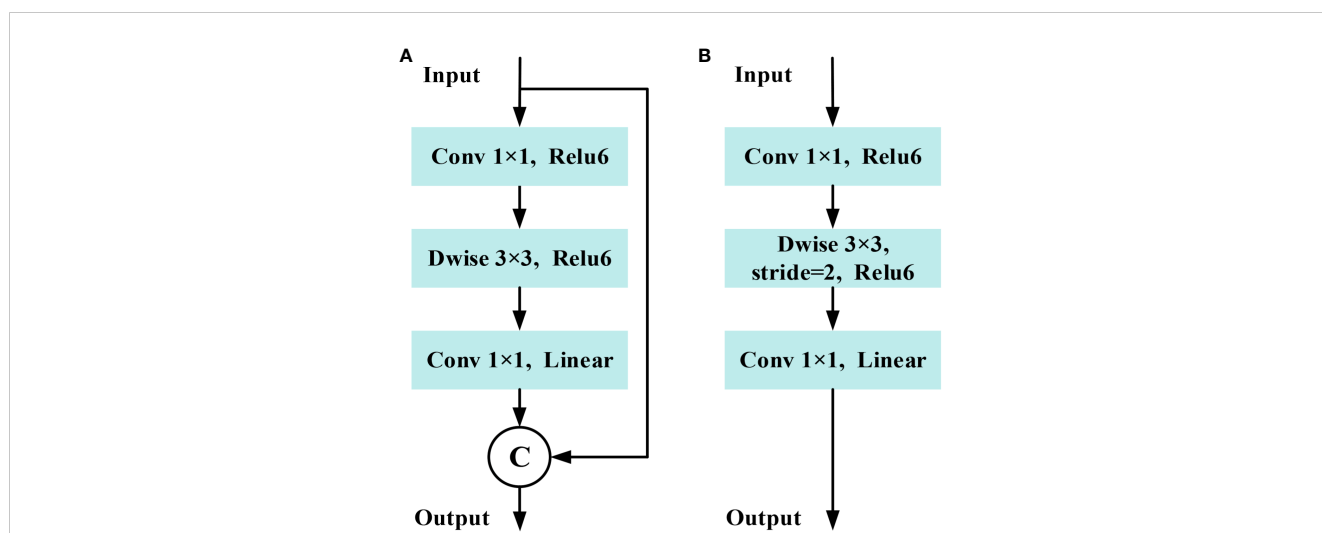 A
Input
Conv 1×1, Relu6
Dwise 3×3, Relu6
Conv 1×1, Linear
C
Output
B
Input
Conv 1×1, Relu6
Dwise 3×3,
stride=2, Relu6
Conv 1×1, Linear
Output